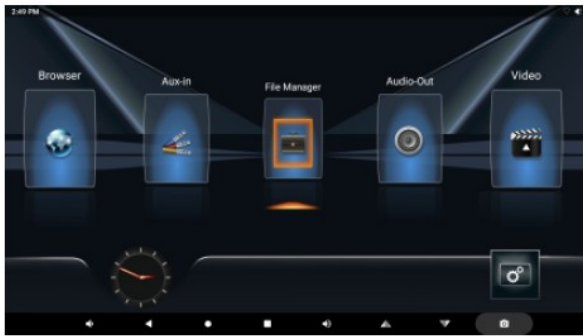 2:49 PM
Browser
Aux-in
File Manager
Audio-Out
Video